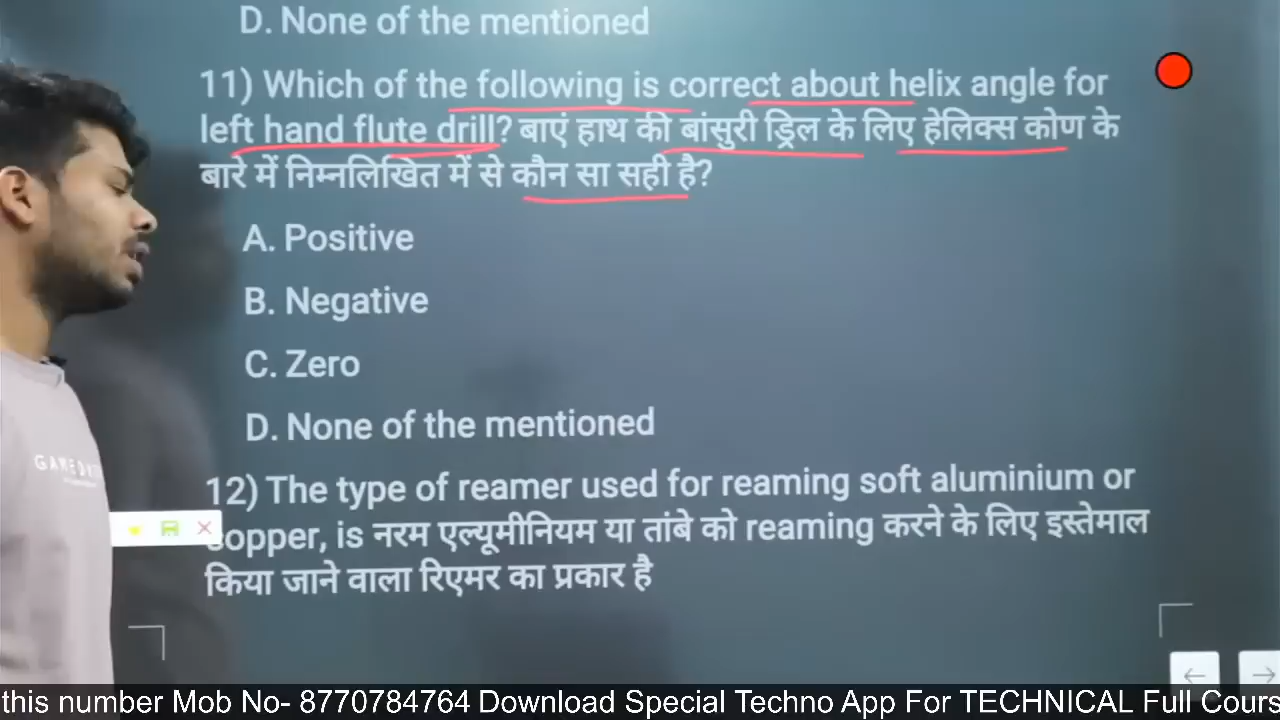 D. None of the mentioned
11) Which of the following is correct about helix angle for
left hand flute drill? बाएं हाथ की बांसुरी ड्रिल के लिए हेलिक्स कोण के
बारे में निम्नलिखित में से कौन सा सही है?
A. Positive
B. Negative
C. Zero
D. None of the mentioned
12) The type of reamer used for reaming soft aluminium or
copper, is नरम एल्यूमीनियम या तांबे को reaming करने के लिए इस्तेमाल
किया जाने वाला रिएमर का प्रकार है
this number Mob No- 8770784764 Download Special Techno App For TECHNICAL Full Cours